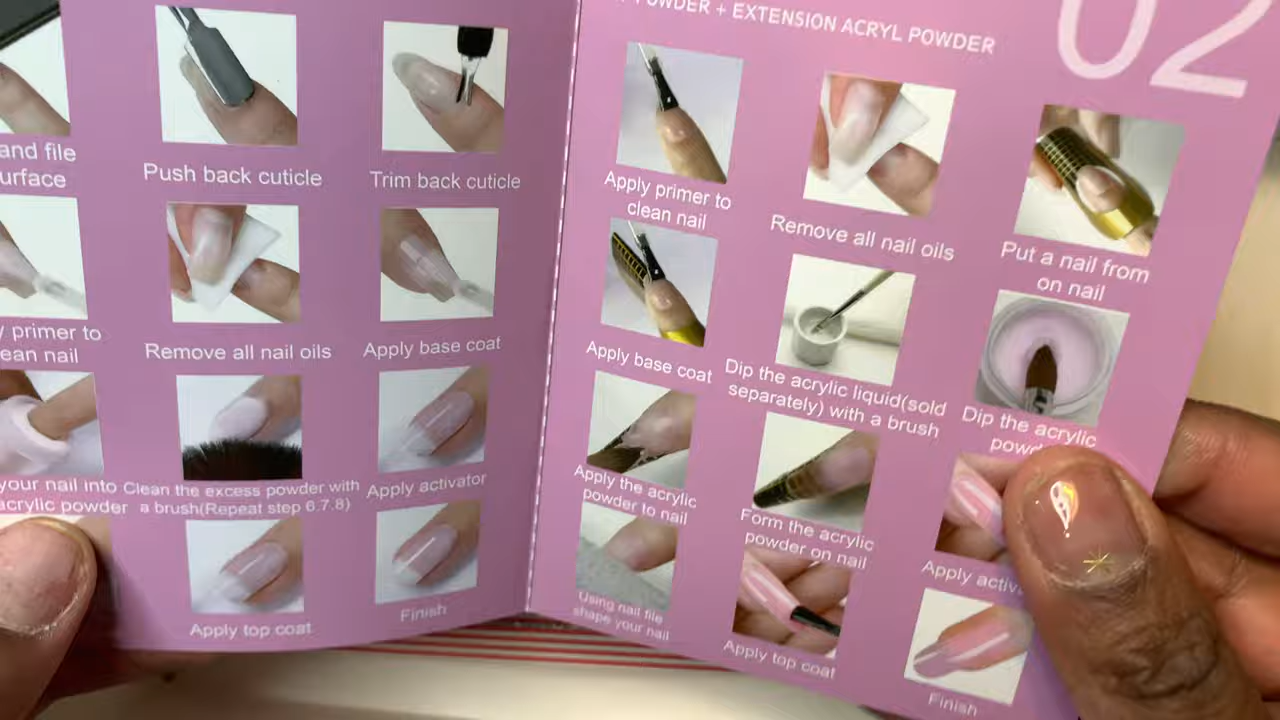 and file
urface
Push back cuticle
Trim back cuticle
primer to
ean nail
Remove all nail oils
Apply base coat
your nail into
acrylic powder
Clean the excess powder with
a brush(Repeat step 6.7.8)
Apply activator
Apply top coat
Finish
POWDER + EXTENSION ACRYL POWDER
02
Apply primer to
clean nail
Remove all nail oils
Put a nail from
on nail
Apply base coat
Dip the acrylic liquid(sold
separately) with a brush
Dip the acrylic
powd
Apply the acrylic
powder to nail
Form the acrylic
powder on nail
Apply activ
Using nail file
shape your nail
Apply top coat
Finish